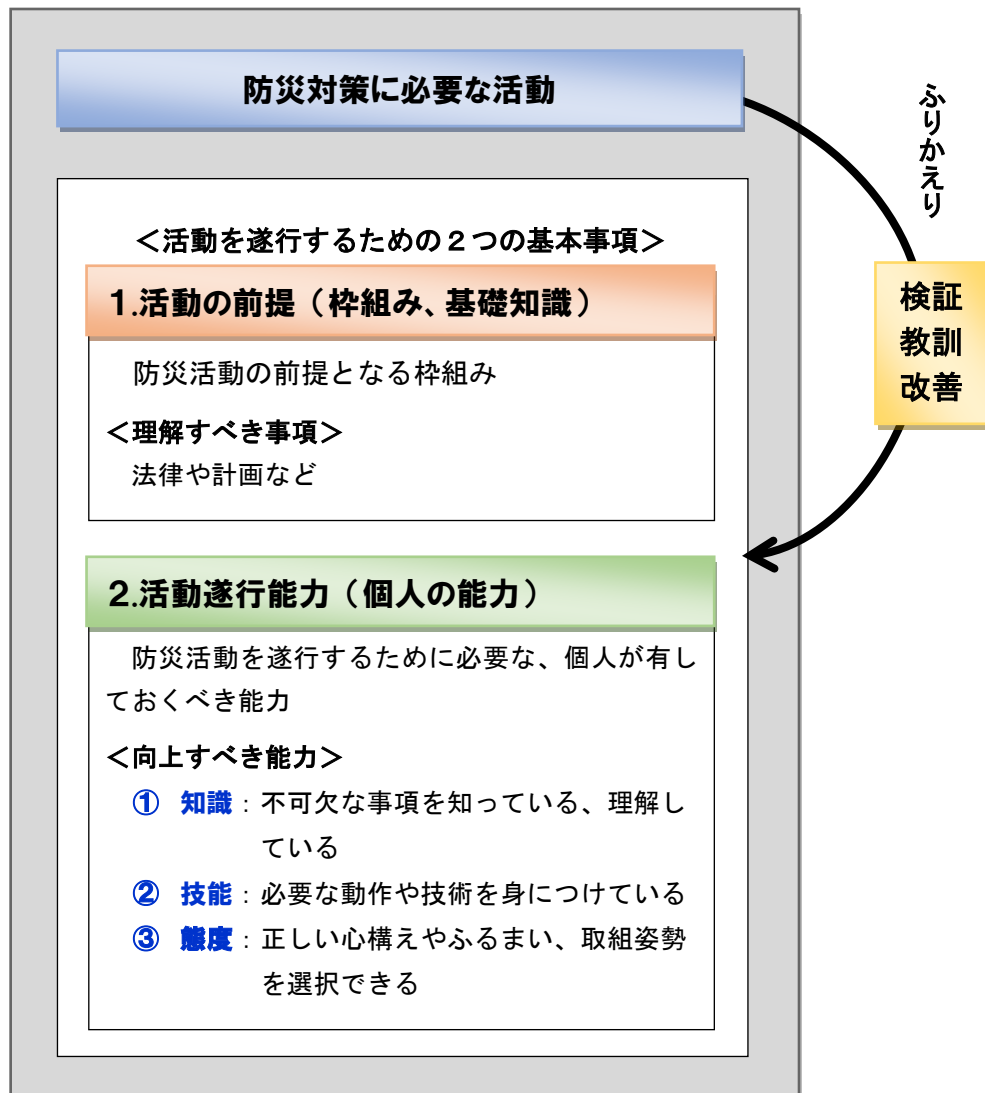 防災対策に必要な活動
ふりかえり
検証
教訓
改善
＜活動を遂行するための２つの基本事項＞
１.活動の前提（枠組み、基礎知識）
防災活動の前提となる枠組み
＜理解すべき事項＞
法律や計画など
２.活動遂行能力（個人の能力）
防災活動を遂行するために必要な、個人が有し
ておくべき能力
＜向上すべき能力＞
① 知識：不可欠な事項を知っている、理解し
ている
② 技能：必要な動作や技術を身につけている
③ 態度：正しい心構えやふるまい、取組姿勢
を選択できる